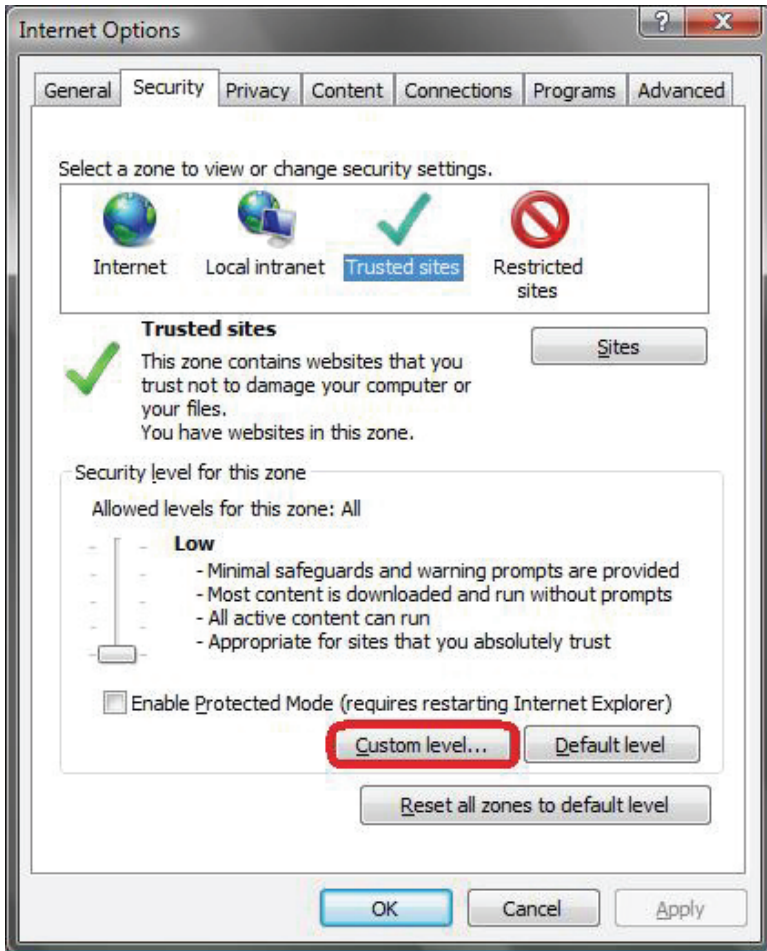 Internet Options
General Security Privacy Content Connections Programs Advanced
Select a zone to view or change security settings.
Internet Local intranet Trusted sites Restricted sites
Trusted sites
Sites
This zone contains websites that you
trust not to damage your computer or
your files.
You have websites in this zone.
Security level for this zone
Allowed levels for this zone: All
Low
- Minimal safeguards and warning prompts are provided
- Most content is downloaded and run without prompts
- All active content can run
- Appropriate for sites that you absolutely trust
Enable Protected Mode (requires restarting Internet Explorer)
Custom level... Default level
Reset all zones to default level
OK Cancel Apply